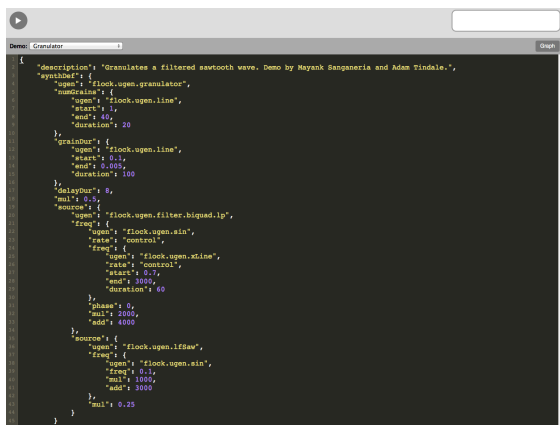 Demo: Granulator Graph
{
"description": "Granulates a filtered sawtooth wave. Demo by Mayank Sanganeria and Adam Tindale.",
"synthDef": {
"ugen": "flock.ugen.granulator",
"numGrains": {
"ugen": "flock.ugen.line",
"start": 1,
"end": 40,
"duration": 20
},
"grainDur": {
"ugen": "flock.ugen.line",
"start": 0.1,
"end": 0.005,
"duration": 100
},
"delayDur": 8,
"mul": 0.5,
"source": {
"ugen": "flock.ugen.filter.biquad.lp",
"freq": {
"ugen": "flock.ugen.sin",
"rate": "control",
"freq": {
"ugen": "flock.ugen.xLine",
"rate": "control",
"start": 0.7,
"end": 3000,
"duration": 60
},
"phase": 0,
"mul": 2000,
"add": 4000
},
"source": {
"ugen": "flock.ugen.lfSaw",
"freq": {
"ugen": "flock.ugen.sin",
"freq": 0.1,
"mul": 1000,
"add": 3000
},
"mul": 0.25
}
}